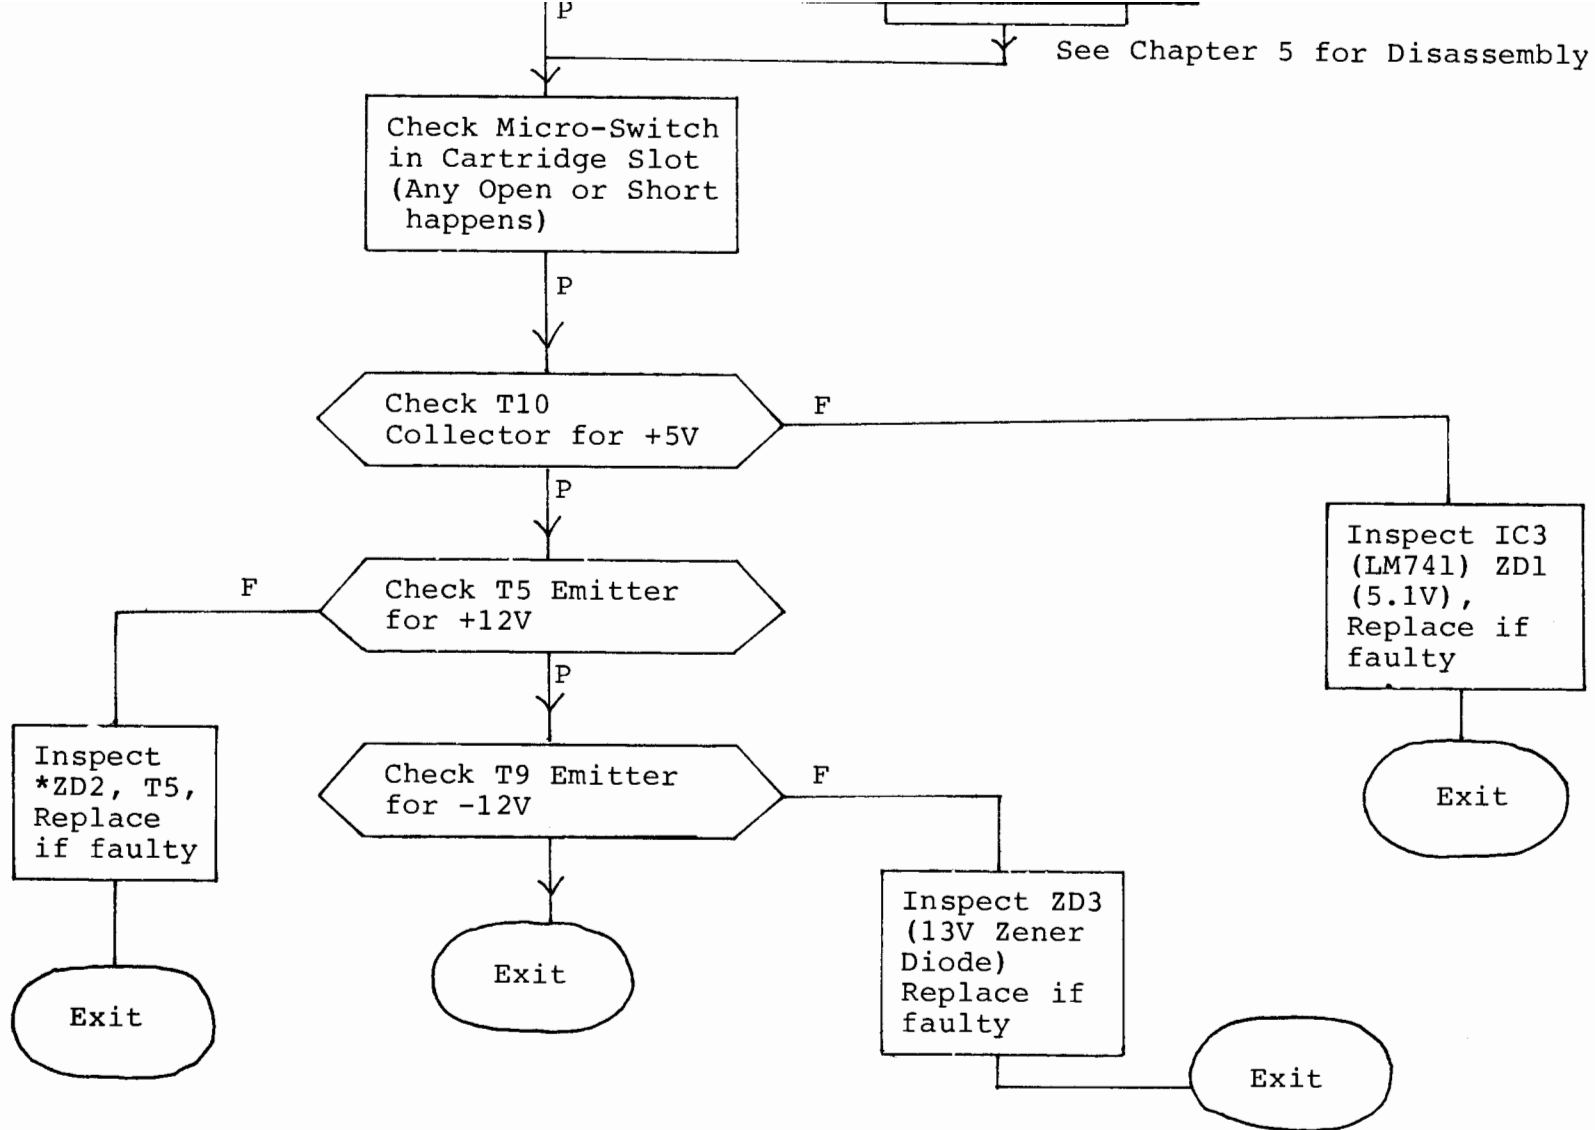 P
See Chapter 5 for Disassembly
Check Micro-Switch
in Cartridge Slot
(Any Open or Short
happens)
P
Check T10
Collector for +5V
F
P
Inspect IC3
(LM741) ZD1
(5.1V),
Replace if
faulty
Exit
Check T5 Emitter
for +12V
F
P
Inspect
*ZD2, T5,
Replace
if faulty
Exit
Check T9 Emitter
for -12V
F
Exit
Inspect ZD3
(13V Zener
Diode)
Replace if
faulty
Exit